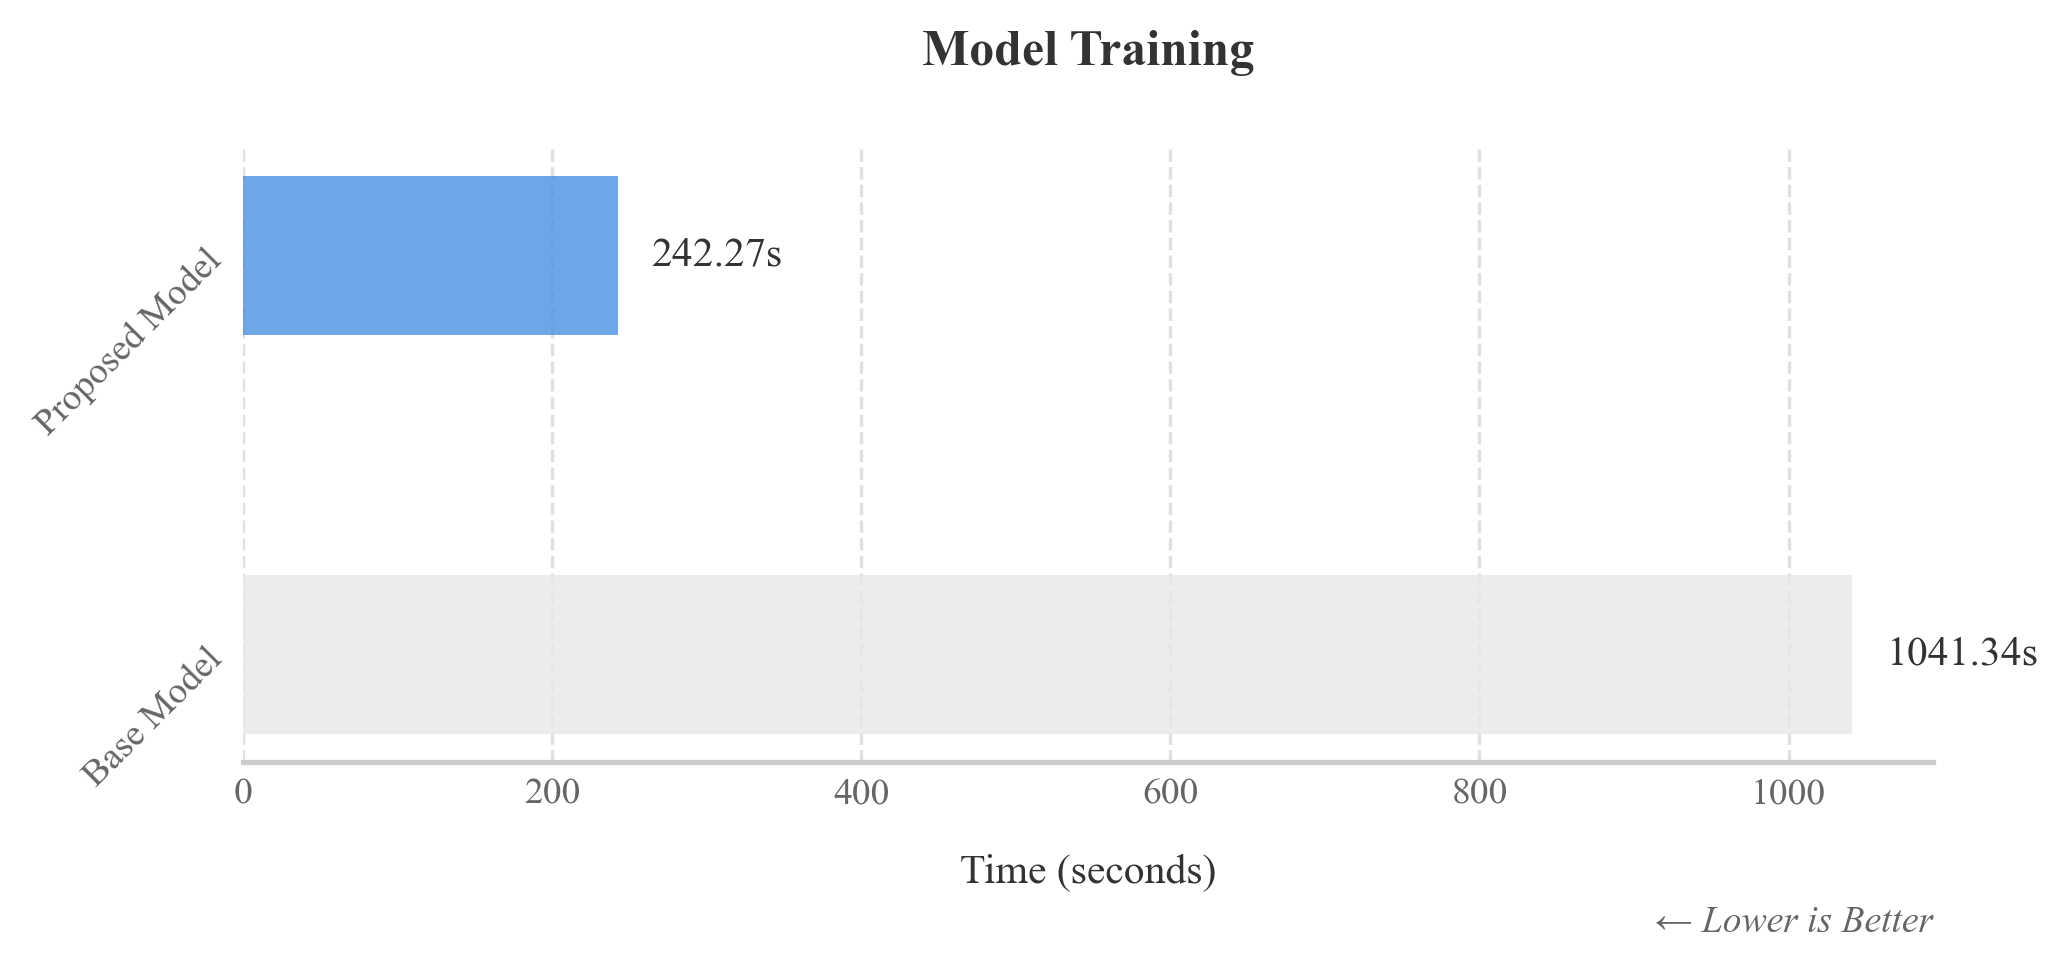 Model Training
Proposed Model
242.27s
Base Model
1041.34s
0 200 400 600 800 1000
Time (seconds)
← Lower is Better